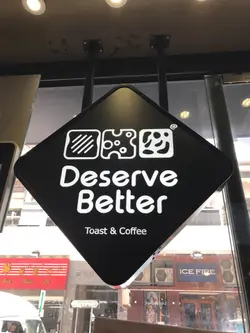 Deserve
Better
Toast & Coffee
ICE FIRE